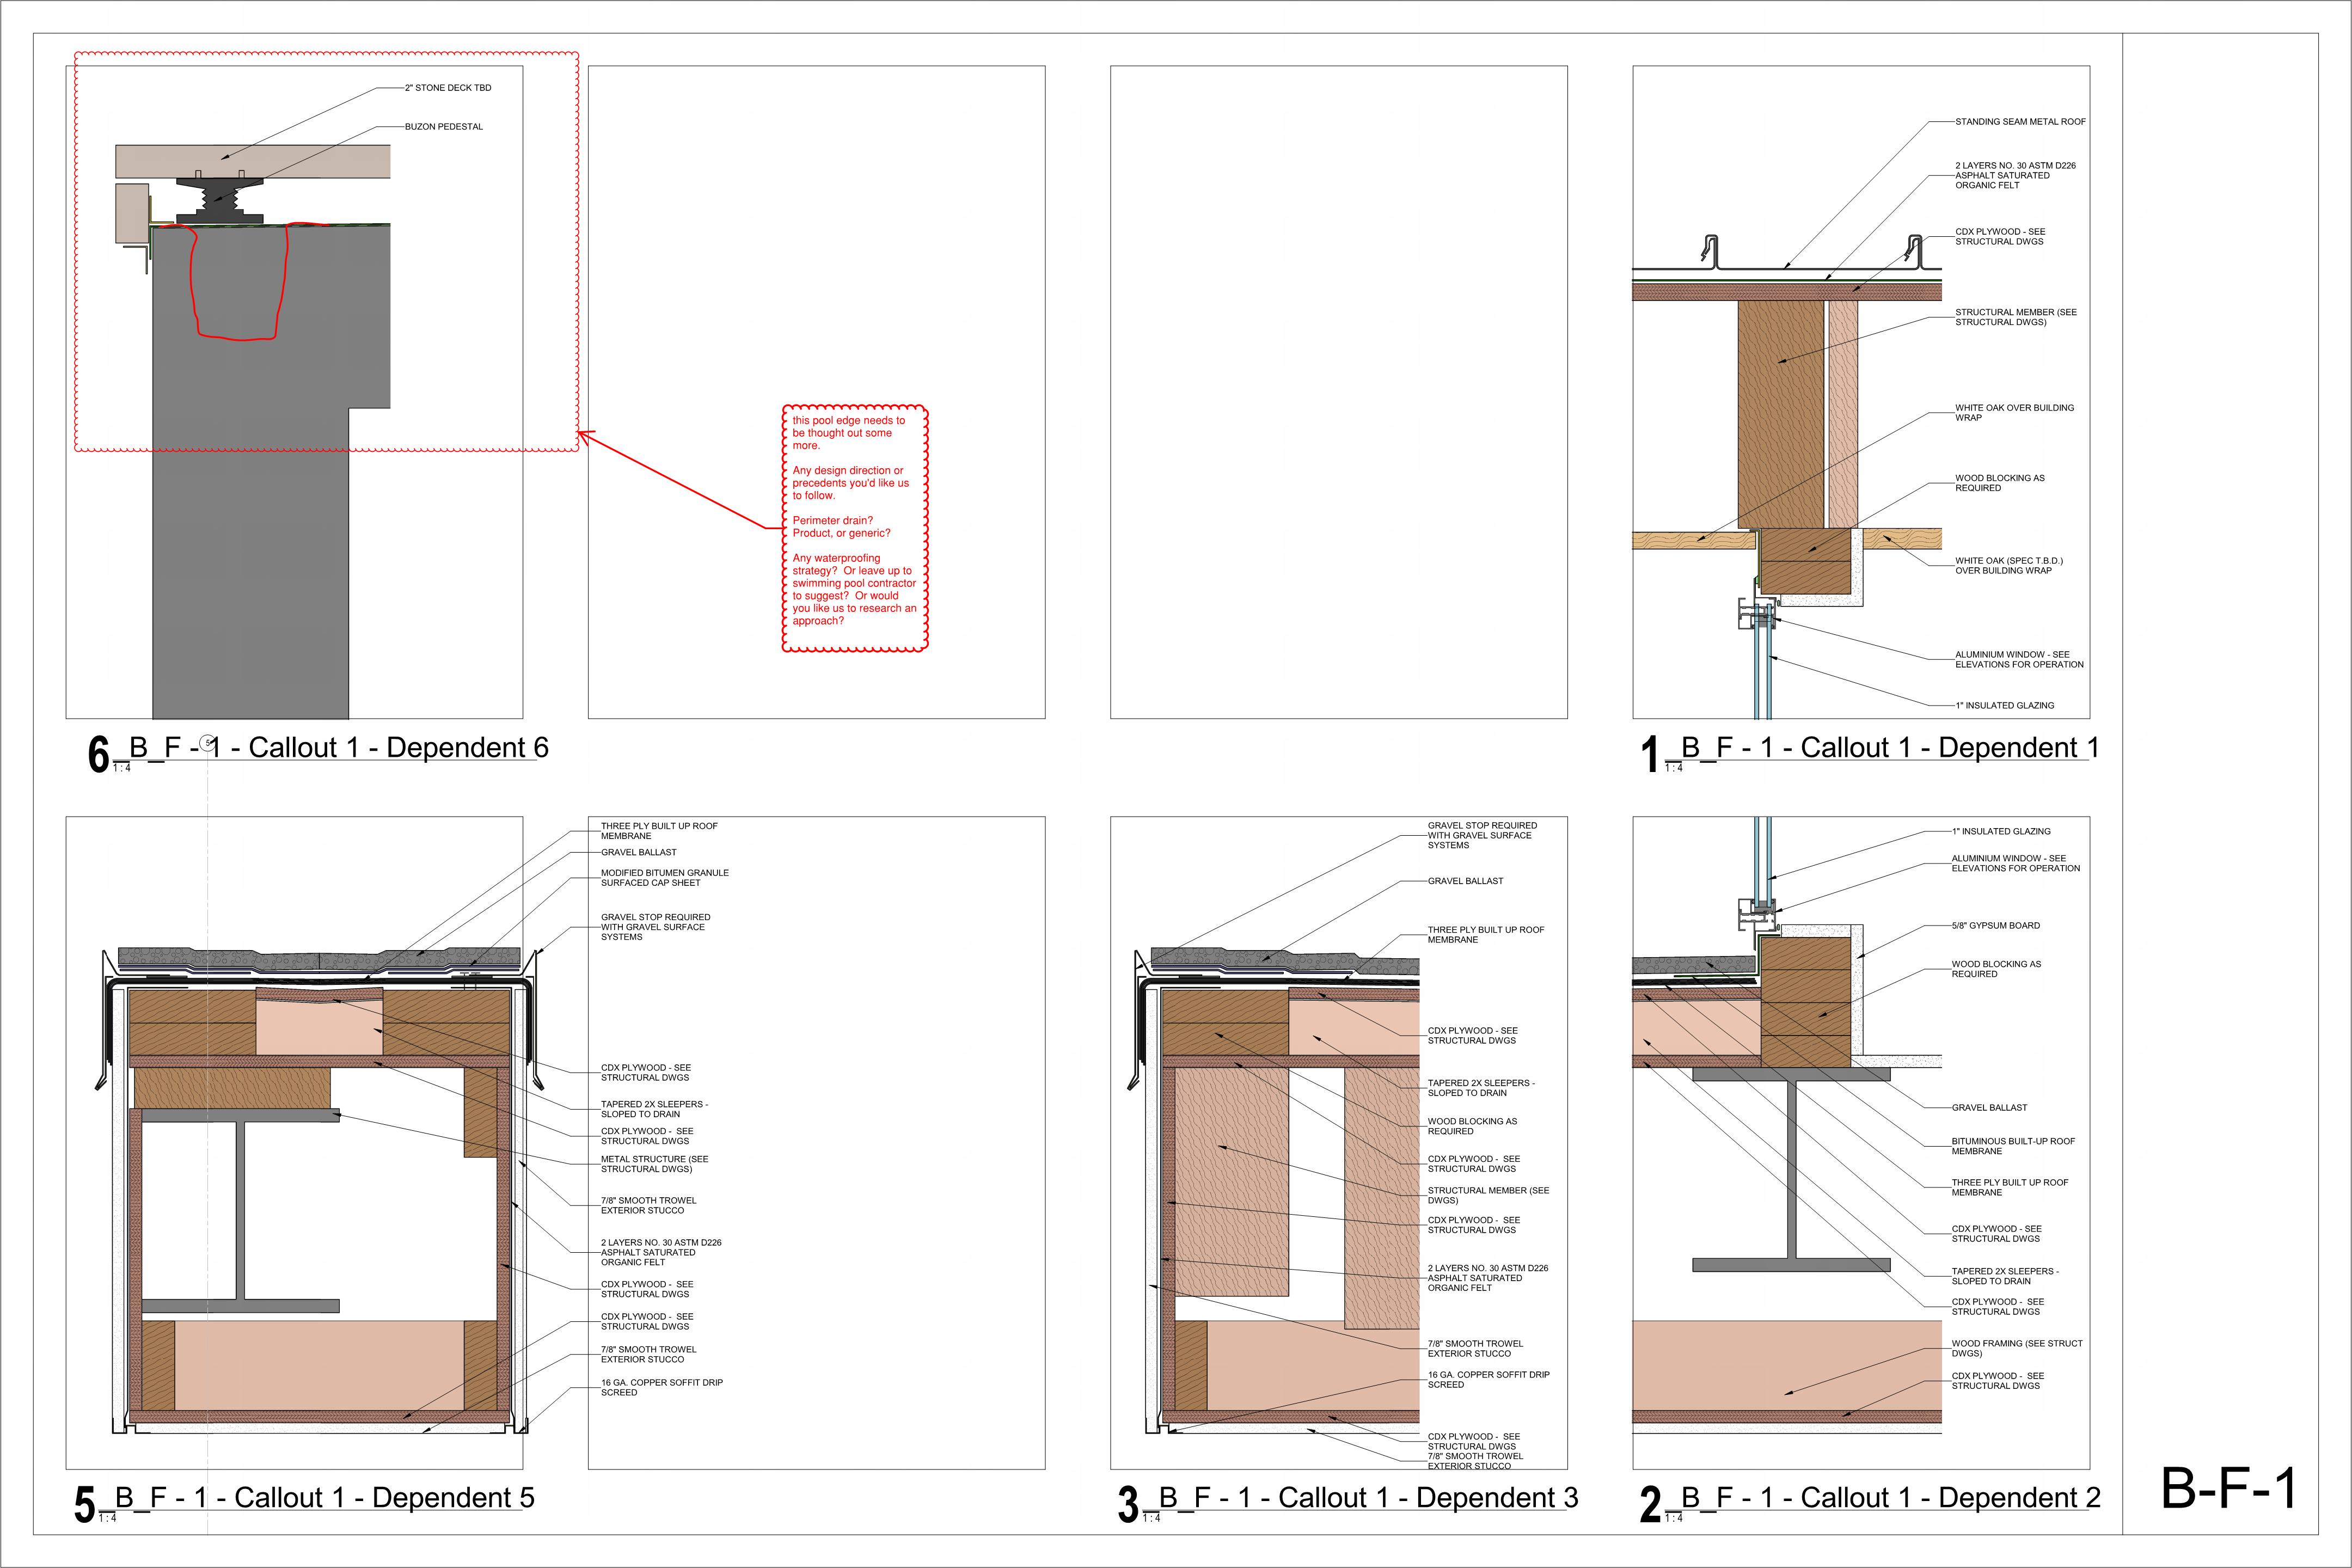 2" STONE DECK TBD
BUZON PEDESTAL
this pool edge needs to
be thought out some
more.
Any design direction or
precedents you'd like us
to follow.
Perimeter drain?
Product, or generic?
Any waterproofing
strategy? Or leave up to
swimming pool contractor
to suggest? Or would
you like us to research an
approach?
6
_B_F - 1 - Callout 1 - Dependent 6
1 : 4
5
STANDING SEAM METAL ROOF
2 LAYERS NO. 30 ASTM D226
ASPHALT SATURATED
ORGANIC FELT
CDX PLYWOOD - SEE
STRUCTURAL DWGS
STRUCTURAL MEMBER (SEE
STRUCTURAL DWGS)
WHITE OAK OVER BUILDING
WRAP
WOOD BLOCKING AS
REQUIRED
WHITE OAK (SPEC T.B.D.)
OVER BUILDING WRAP
ALUMINIUM WINDOW - SEE
ELEVATIONS FOR OPERATION
1" INSULATED GLAZING
1
_B_F - 1 - Callout 1 - Dependent 1
1 : 4
THREE PLY BUILT UP ROOF
MEMBRANE
GRAVEL BALLAST
MODIFIED BITUMEN GRANULE
SURFACED CAP SHEET
GRAVEL STOP REQUIRED
WITH GRAVEL SURFACE
SYSTEMS
CDX PLYWOOD - SEE
STRUCTURAL DWGS
TAPERED 2X SLEEPERS -
SLOPED TO DRAIN
CDX PLYWOOD - SEE
STRUCTURAL DWGS
METAL STRUCTURE (SEE
STRUCTURAL DWGS)
7/8" SMOOTH TROWEL
EXTERIOR STUCCO
2 LAYERS NO. 30 ASTM D226
ASPHALT SATURATED
ORGANIC FELT
CDX PLYWOOD - SEE
STRUCTURAL DWGS
CDX PLYWOOD - SEE
STRUCTURAL DWGS
7/8" SMOOTH TROWEL
EXTERIOR STUCCO
16 GA. COPPER SOFFIT DRIP
SCREED
5
_B_F - 1 - Callout 1 - Dependent 5
1 : 4
GRAVEL STOP REQUIRED
WITH GRAVEL SURFACE
SYSTEMS
GRAVEL BALLAST
THREE PLY BUILT UP ROOF
MEMBRANE
CDX PLYWOOD - SEE
STRUCTURAL DWGS
TAPERED 2X SLEEPERS -
SLOPED TO DRAIN
WOOD BLOCKING AS
REQUIRED
CDX PLYWOOD - SEE
STRUCTURAL DWGS
STRUCTURAL MEMBER (SEE
DWGS)
CDX PLYWOOD - SEE
STRUCTURAL DWGS
2 LAYERS NO. 30 ASTM D226
ASPHALT SATURATED
ORGANIC FELT
7/8" SMOOTH TROWEL
EXTERIOR STUCCO
16 GA. COPPER SOFFIT DRIP
SCREED
CDX PLYWOOD - SEE
STRUCTURAL DWGS
7/8" SMOOTH TROWEL
EXTERIOR STUCCO
3
_B_F - 1 - Callout 1 - Dependent 3
1 : 4
1" INSULATED GLAZING
ALUMINIUM WINDOW - SEE
ELEVATIONS FOR OPERATION
5/8" GYPSUM BOARD
WOOD BLOCKING AS
REQUIRED
GRAVEL BALLAST
BITUMINOUS BUILT-UP ROOF
MEMBRANE
THREE PLY BUILT UP ROOF
MEMBRANE
CDX PLYWOOD - SEE
STRUCTURAL DWGS
TAPERED 2X SLEEPERS -
SLOPED TO DRAIN
CDX PLYWOOD - SEE
STRUCTURAL DWGS
WOOD FRAMING (SEE STRUCT
DWGS)
CDX PLYWOOD - SEE
STRUCTURAL DWGS
2
_B_F - 1 - Callout 1 - Dependent 2
1 : 4
B-F-1